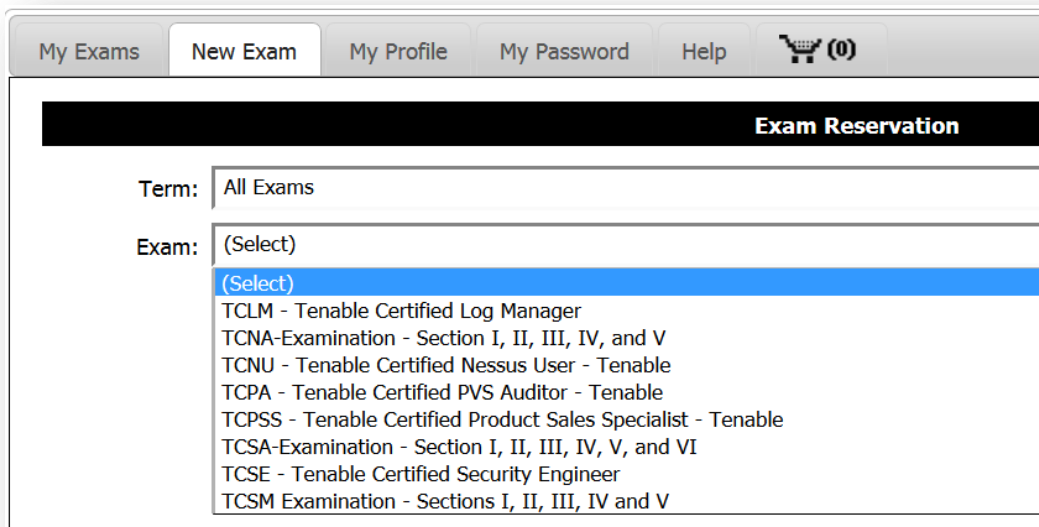 My Exams New Exam My Profile My Password Help (0)
Exam Reservation
Term: All Exams
Exam: (Select)
(Select)
TCLM - Tenable Certified Log Manager
TCNA-Examination - Section I, II, III, IV, and V
TCNU - Tenable Certified Nessus User - Tenable
TCPA - Tenable Certified PVS Auditor - Tenable
TCPSS - Tenable Certified Product Sales Specialist - Tenable
TCSA-Examination - Section I, II, III, IV, V, and VI
TCSE - Tenable Certified Security Engineer
TCSM Examination - Sections I, II, III, IV and V